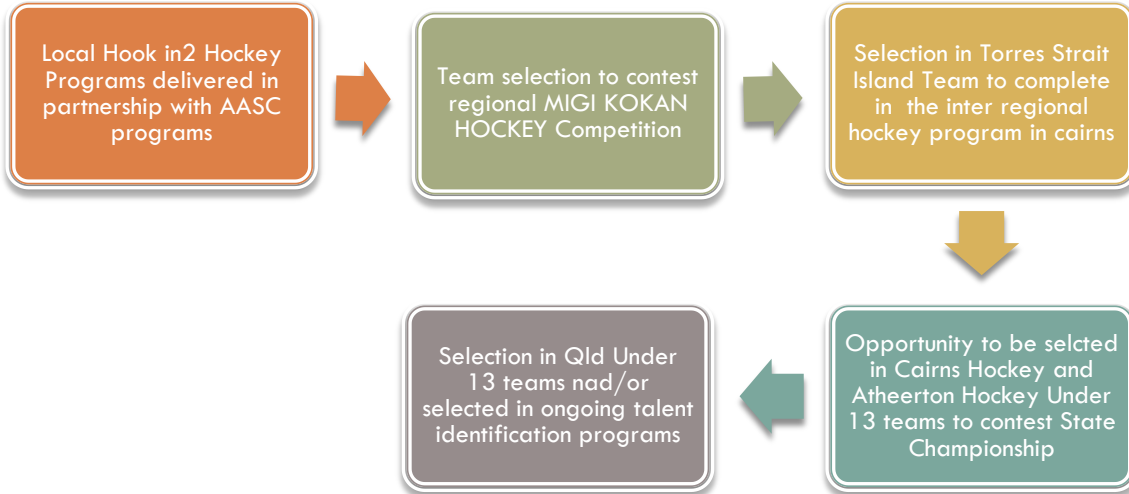 Local Hook in2 Hockey
Programs delivered in
partnership with AASC
programs
Team selection to contest
regional MIGI KOKAN
HOCKEY Competition
Selection in Torres Strait
Island Team to complete
in the inter regional
hockey program in cairns
Opportunity to be selcted
in Cairns Hockey and
Atheerton Hockey Under
13 teams to contest State
Championship
Selection in Qld Under
13 teams nad/or
selected in ongoing talent
identification programs